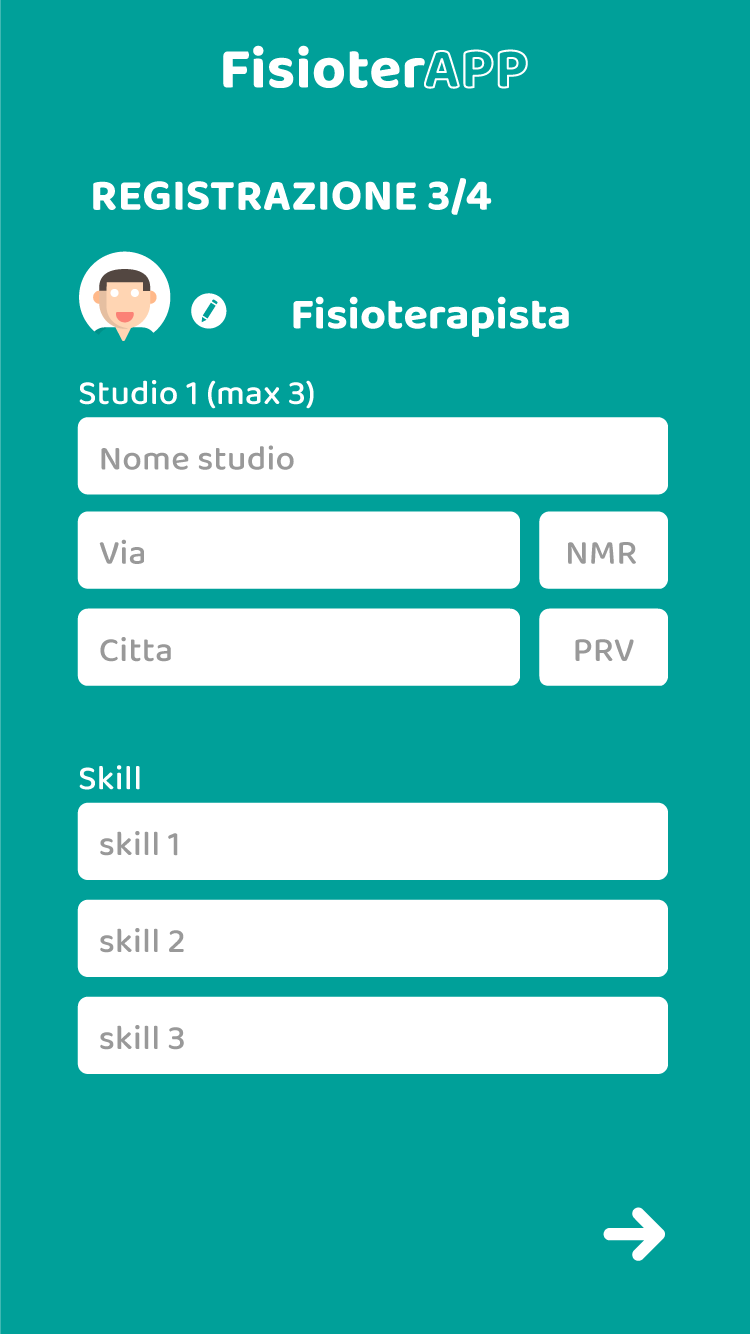 FisioterAPP
REGISTRAZIONE 3/4
Fisioterapista
Studio 1 (max 3)
Nome studio
Via
NMR
Citta
PRV
Skill
skill 1
skill 2
skill 3